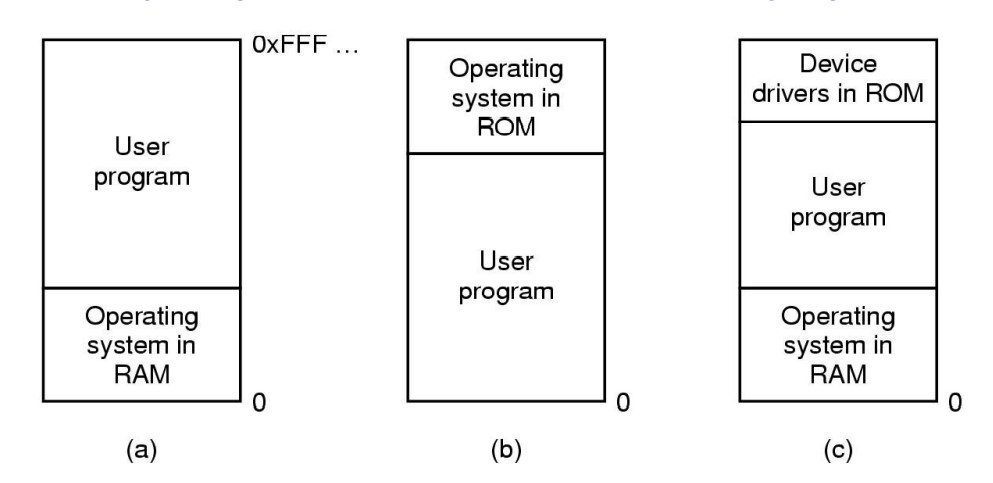 0xFFF …
User
program
Operating
system in
RAM
0
(a)
Operating
system in
ROM
User
program
0
(b)
Device
drivers in ROM
User
program
Operating
system in
RAM
0
(c)